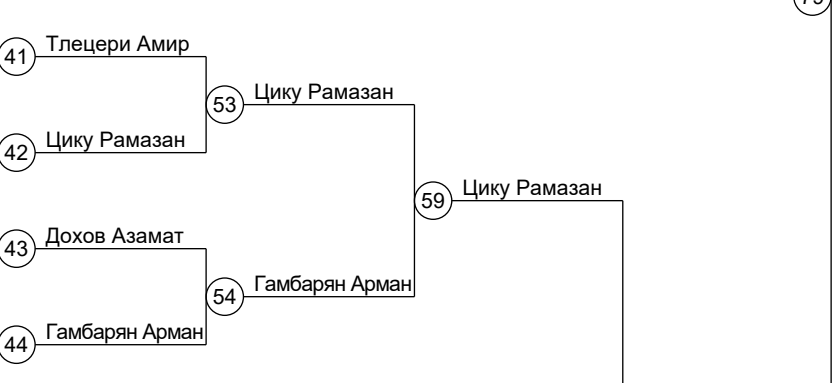 41 Тлецери Амир
53 Цику Рамазан
42 Цику Рамазан
59 Цику Рамазан
43 Дохов Азамат
54 Гамбарян Арман
44 Гамбарян Арман